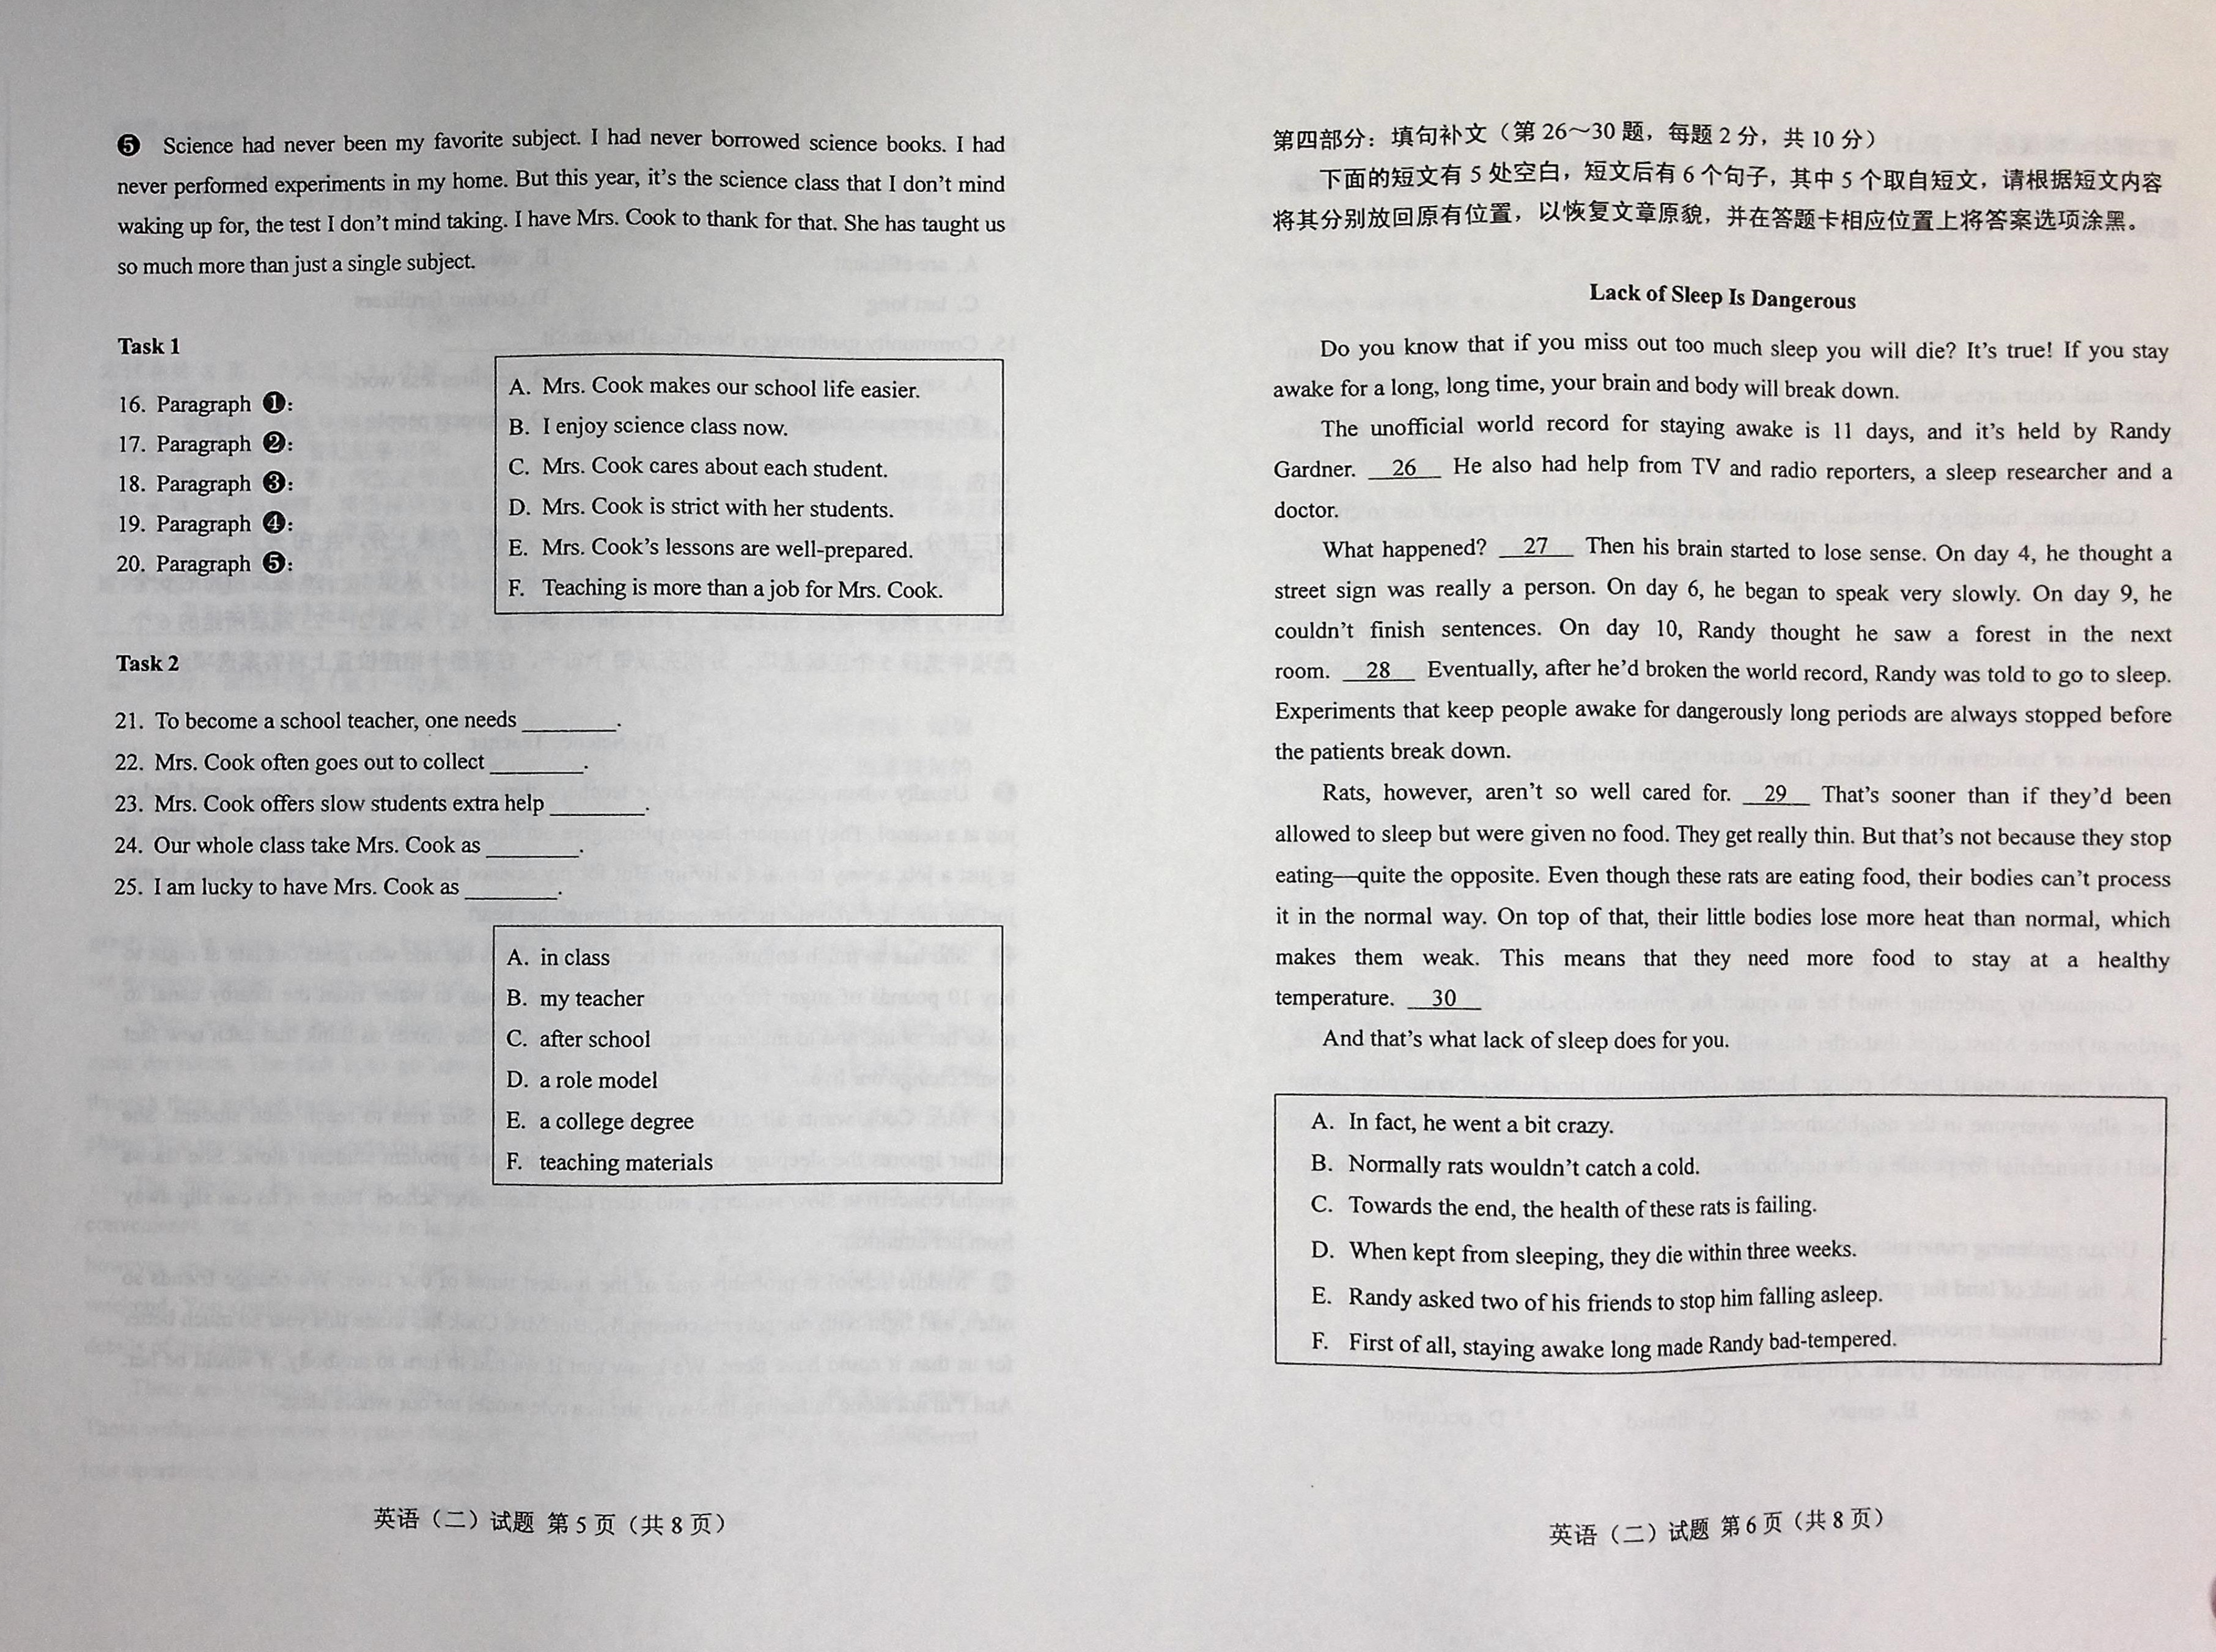 ❺ Science had never been my favorite subject. I had never borrowed science books. I had
never performed experiments in my home. But this year, it’s the science class that I don’t mind
waking up for, the test I don’t mind taking. I have Mrs. Cook to thank for that. She has taught us
so much more than just a single subject.
Task 1
16. Paragraph ❶:
17. Paragraph ❷:
18. Paragraph ❸:
19. Paragraph ❹:
20. Paragraph ❺:
A. Mrs. Cook makes our school life easier.
B. I enjoy science class now.
C. Mrs. Cook cares about each student.
D. Mrs. Cook is strict with her students.
E. Mrs. Cook’s lessons are well-prepared.
F. Teaching is more than a job for Mrs. Cook.
Task 2
21. To become a school teacher, one needs ________.
22. Mrs. Cook often goes out to collect ________.
23. Mrs. Cook offers slow students extra help ________.
24. Our whole class take Mrs. Cook as ________.
25. I am lucky to have Mrs. Cook as ________.
A. in class
B. my teacher
C. after school
D. a role model
E. a college degree
F. teaching materials
英语（二）试题 第 5 页（共 8 页）
第四部分：填句补文（第 26～30 题，每题 2 分，共 10 分）
下面的短文有 5 处空白，短文后有 6 个句子，其中 5 个取自短文，请根据短文内容
将其分别放回原有位置，以恢复文章原貌，并在答题卡相应位置上将答案选项涂黑。
Lack of Sleep Is Dangerous
Do you know that if you miss out too much sleep you will die? It’s true! If you stay
awake for a long, long time, your brain and body will break down.
The unofficial world record for staying awake is 11 days, and it’s held by Randy
Gardner. __26__ He also had help from TV and radio reporters, a sleep researcher and a
doctor.
What happened? __27__ Then his brain started to lose sense. On day 4, he thought a
street sign was really a person. On day 6, he began to speak very slowly. On day 9, he
couldn’t finish sentences. On day 10, Randy thought he saw a forest in the next
room. __28__ Eventually, after he’d broken the world record, Randy was told to go to sleep.
Experiments that keep people awake for dangerously long periods are always stopped before
the patients break down.
Rats, however, aren’t so well cared for. __29__ That’s sooner than if they’d been
allowed to sleep but were given no food. They get really thin. But that’s not because they stop
eating—quite the opposite. Even though these rats are eating food, their bodies can’t process
it in the normal way. On top of that, their little bodies lose more heat than normal, which
makes them weak. This means that they need more food to stay at a healthy
temperature. __30__
And that’s what lack of sleep does for you.
A. In fact, he went a bit crazy.
B. Normally rats wouldn’t catch a cold.
C. Towards the end, the health of these rats is failing.
D. When kept from sleeping, they die within three weeks.
E. Randy asked two of his friends to stop him falling asleep.
F. First of all, staying awake long made Randy bad-tempered.
英语（二）试题 第 6 页（共 8 页）